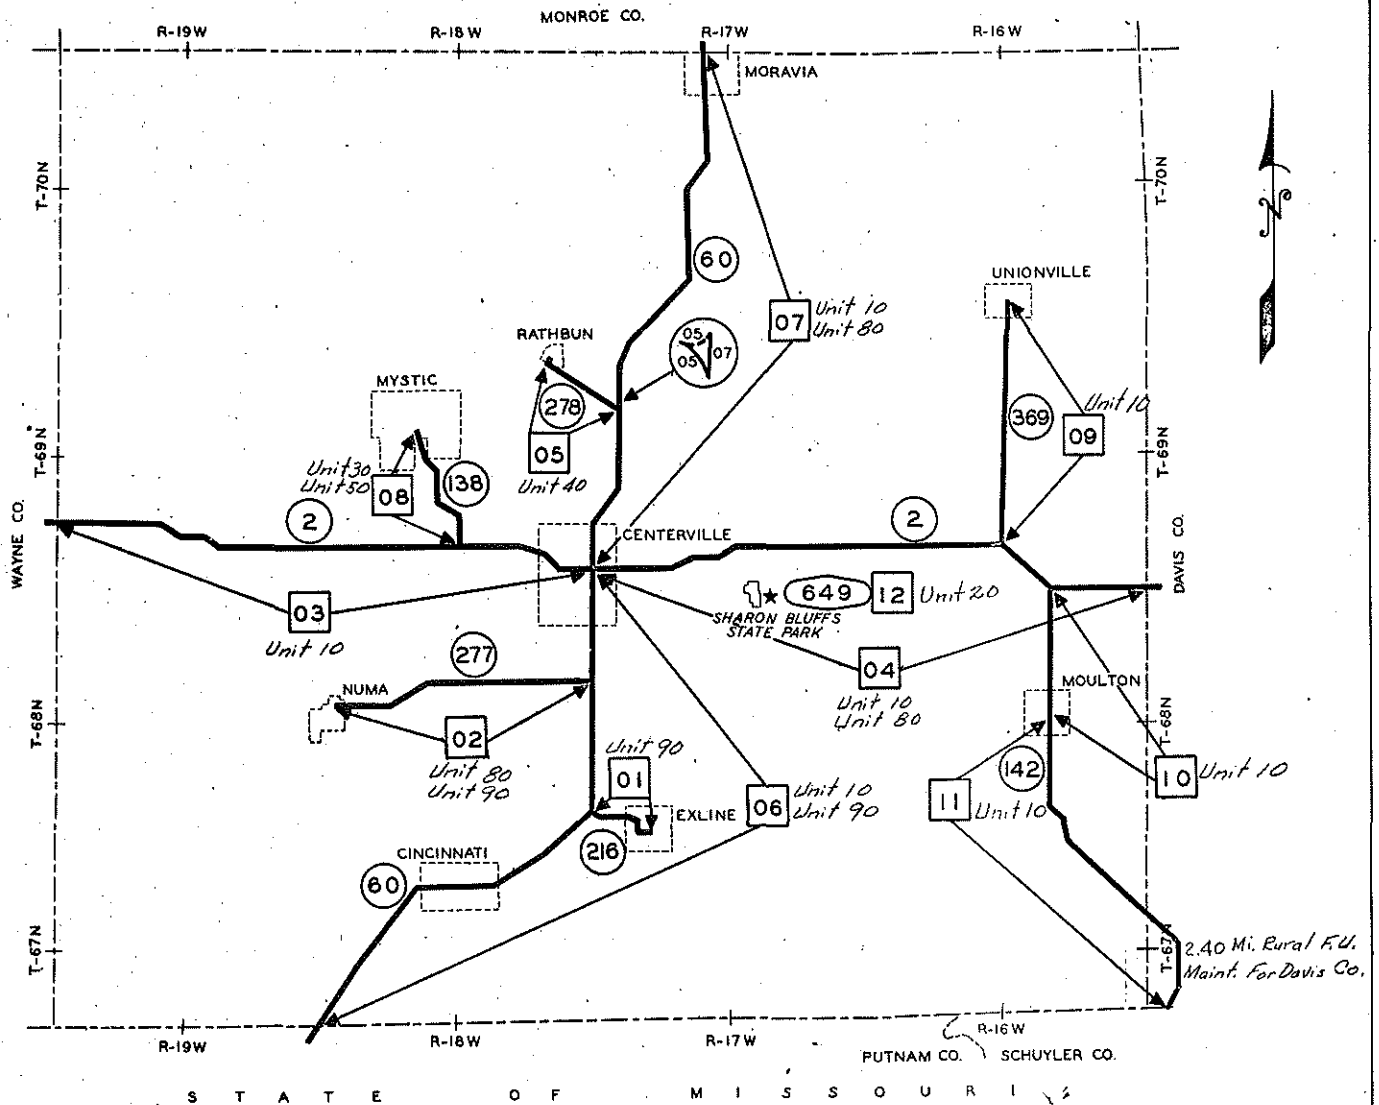 MONROE CO.
R-19W R-18W R-17W R-16W
MORAVIA
T-70N
T-70N
60
UNIONVILLE
07 Unit 10
Unit 80
RATHBUN
05
05 07
MYSTIC
278
369
Unit 10
09
T-69N
T-69N
05
Unit 40
Unit 30
Unit 50
08
138
2
2
CENTERVILLE
WAYNE CO.
DAVIS CO.
649 12 Unit 20
SHARON BLUFFS
STATE PARK
03
Unit 10
277
04
Unit 10
Unit 80
NUMA
MOULTON
T-68N
T-68N
02
Unit 80
Unit 90
Unit 90
01
06
Unit 10
Unit 90
142
10 Unit 10
11 Unit 10
EXLINE
216
CINCINNATI
60
T-67N
T-67N
2.40 Mi. Rural F.U.
Maint. For Davis Co.
R-19W R-18W R-17W R-16W
PUTNAM CO. SCHUYLER CO.
STATE OF MISSOURI
N